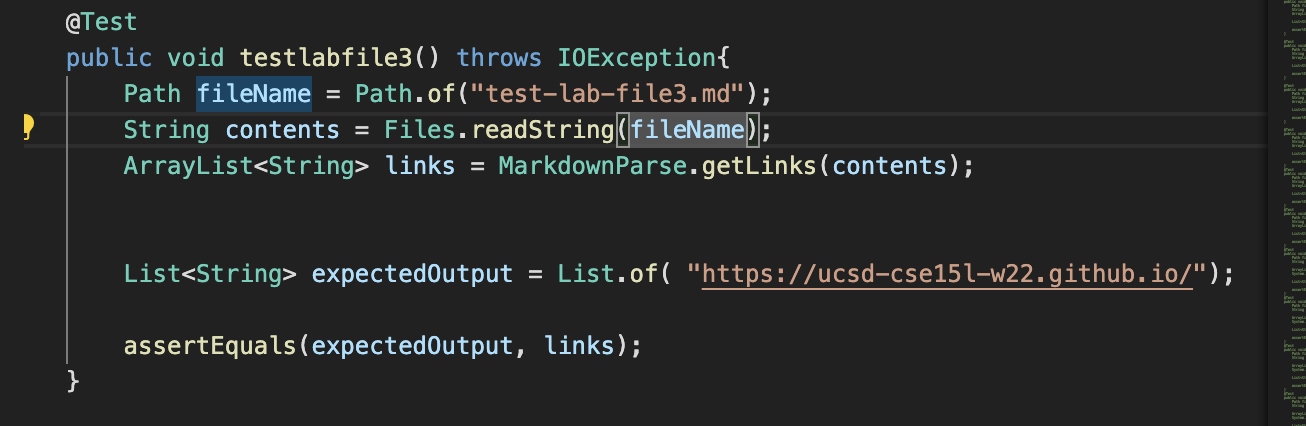 @Test
public void testlabfile3() throws IOException{
Path fileName = Path.of("test-lab-file3.md");
String contents = Files.readString(fileName);
ArrayList<String> links = MarkdownParse.getLinks(contents);
List<String> expectedOutput = List.of( "https://ucsd-cse15l-w22.github.io/");
assertEquals(expectedOutput, links);
}